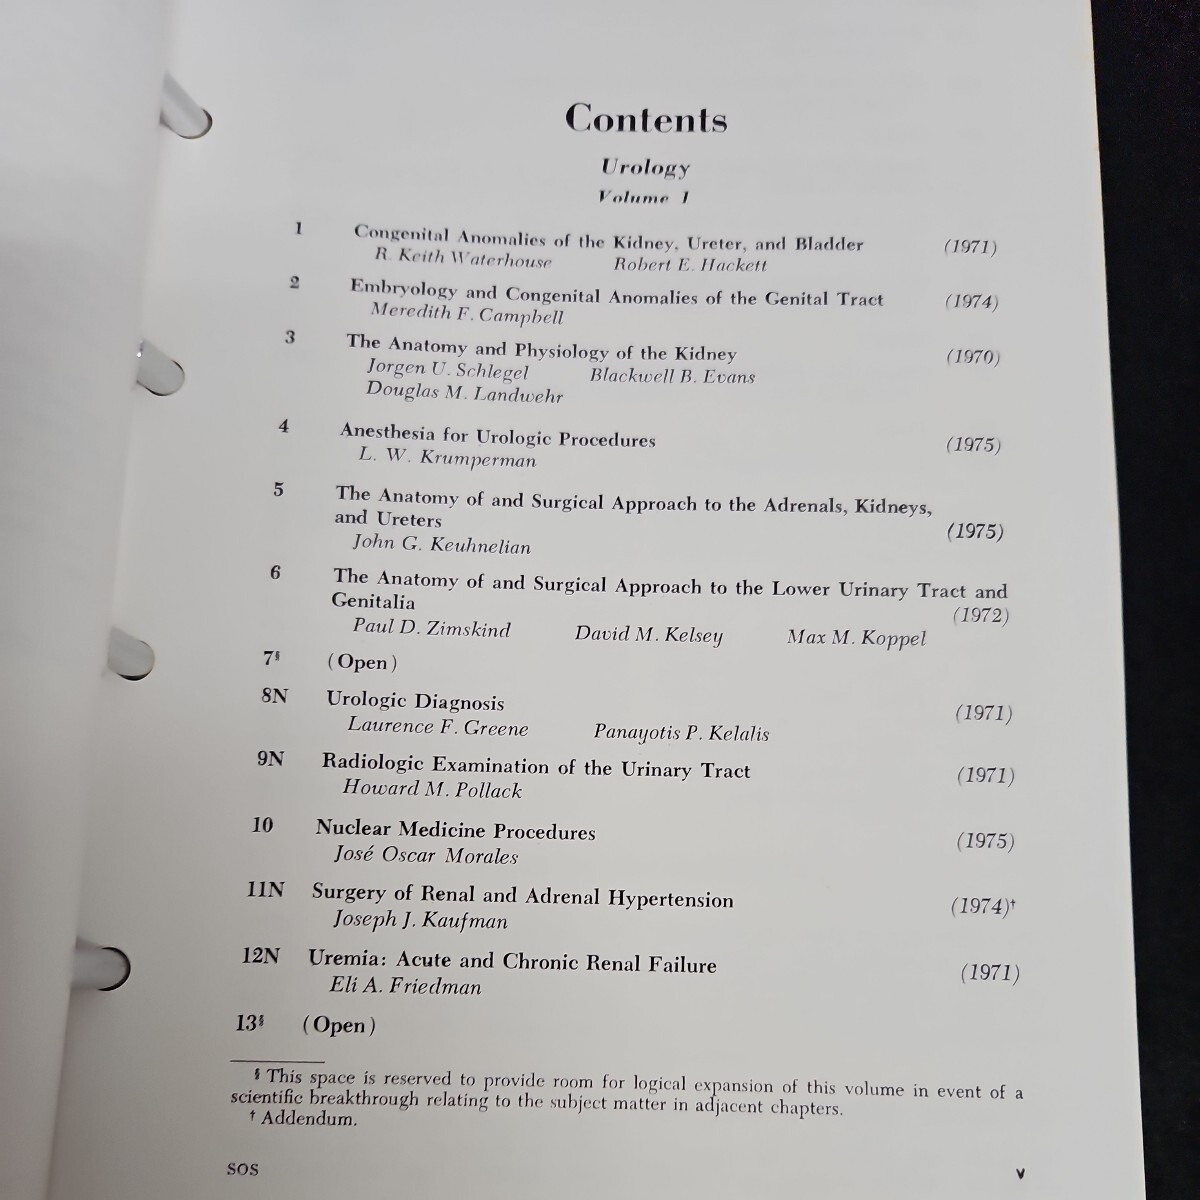 Contents
Urology
Volume 1
1 Congenital Anomalies of the Kidney, Ureter, and Bladder (1971)
R. Keith Waterhouse Robert E. Hackett
2 Embryology and Congenital Anomalies of the Genital Tract (1974)
Meredith F. Campbell
3 The Anatomy and Physiology of the Kidney (1970)
Jorgen U. Schlegel Blackwell B. Evans
Douglas M. Landwehr
4 Anesthesia for Urologic Procedures (1975)
L. W. Krumperman
5 The Anatomy of and Surgical Approach to the Adrenals, Kidneys,
and Ureters (1975)
John G. Keuhnelian
6 The Anatomy of and Surgical Approach to the Lower Urinary Tract and
Genitalia (1972)
Paul D. Zimskind David M. Kelsey Max M. Koppel
7§ (Open)
8N Urologic Diagnosis (1971)
Laurence F. Greene Panayotis P. Kelalis
9N Radiologic Examination of the Urinary Tract (1971)
Howard M. Pollack
10 Nuclear Medicine Procedures (1975)
José Oscar Morales
11N Surgery of Renal and Adrenal Hypertension (1974)†
Joseph J. Kaufman
12N Uremia: Acute and Chronic Renal Failure (1971)
Eli A. Friedman
13§ (Open)
§ This space is reserved to provide room for logical expansion of this volume in event of a
scientific breakthrough relating to the subject matter in adjacent chapters.
† Addendum.
SOS v